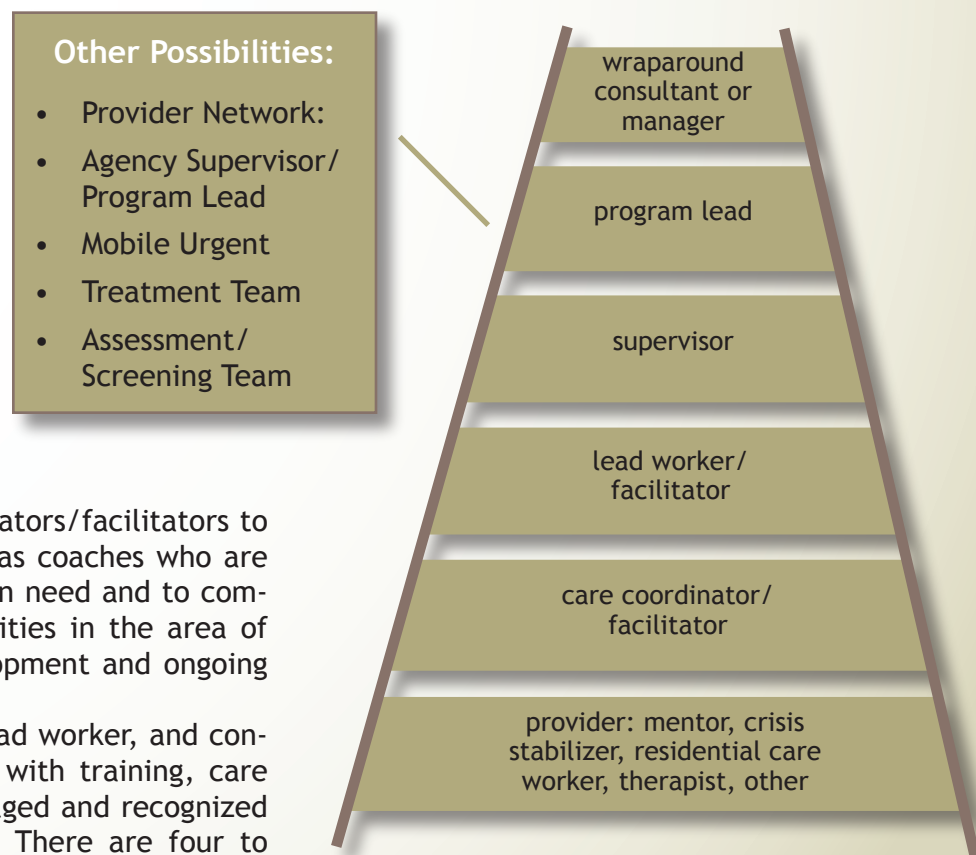 Other Possibilities:
• Provider Network:
• Agency Supervisor/
Program Lead
• Mobile Urgent
• Treatment Team
• Assessment/
Screening Team
wraparound
consultant or
manager
program lead
supervisor
lead worker/
facilitator
care coordinator/
facilitator
provider: mentor, crisis
stabilizer, residential care
worker, therapist, other
ators/facilitators to
as coaches who are
n need and to com-
ities in the area of
opment and ongoing
ad worker, and con-
with training, care
aged and recognized
There are four to